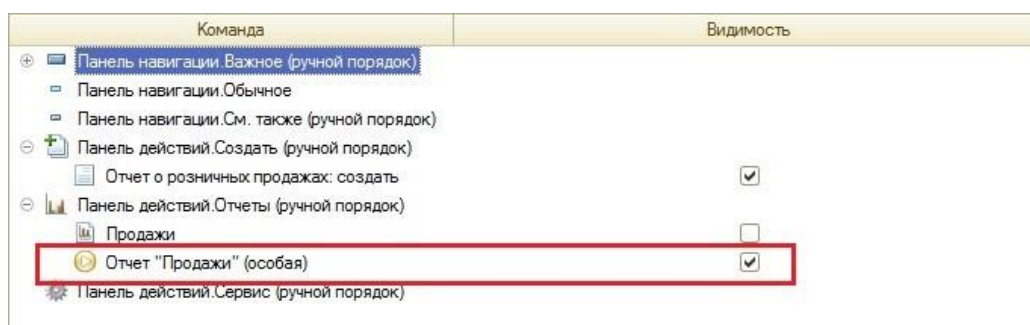 Команда Видимость
Панель навигации.Важное (ручной порядок)
Панель навигации.Обычное
Панель навигации.См. также (ручной порядок)
Панель действий.Создать (ручной порядок)
Отчет о розничных продажах: создать
Панель действий.Отчеты (ручной порядок)
Продажи
Отчет "Продажи" (особая)
Панель действий.Сервис (ручной порядок)